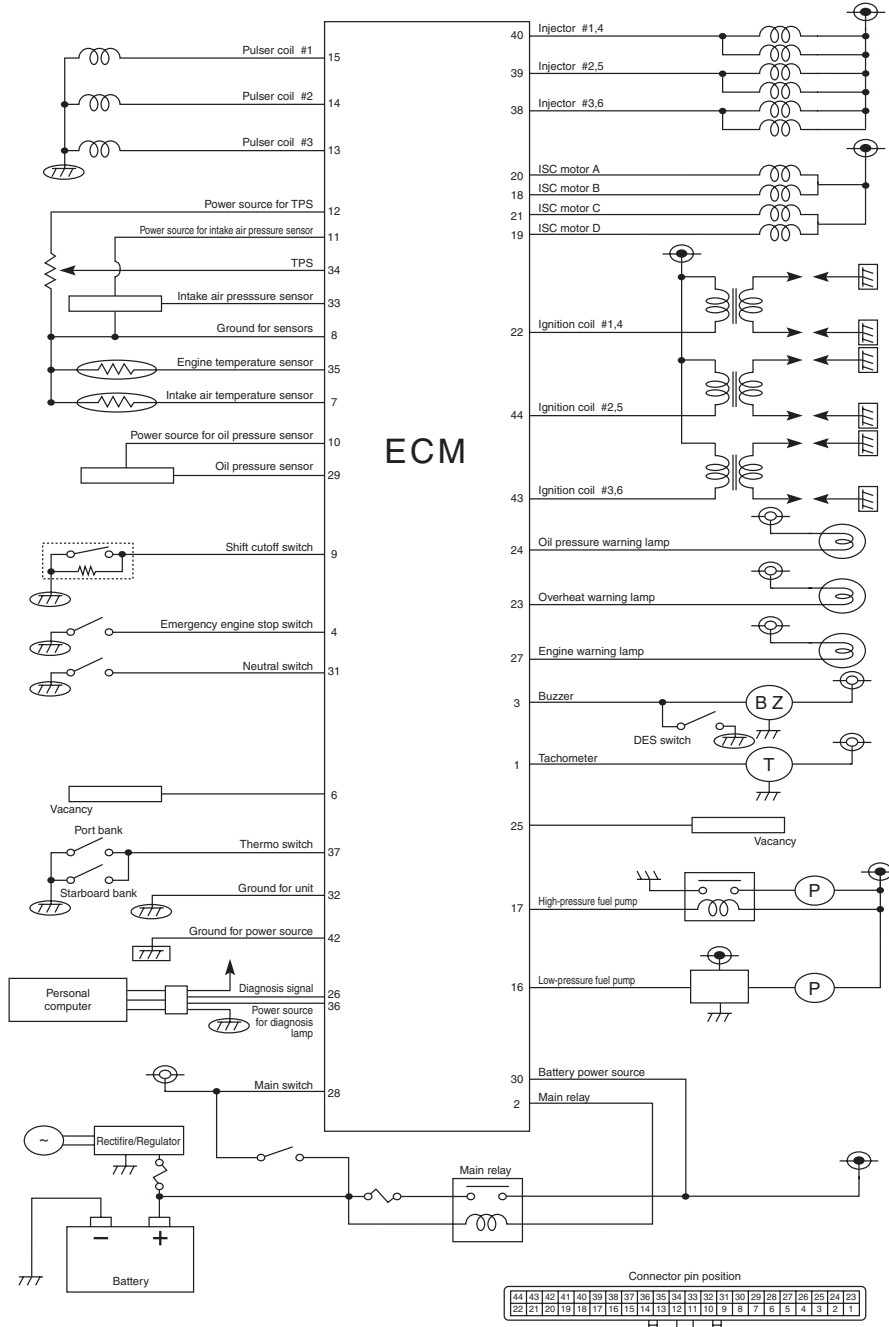 ECM
Pulser coil #1
15
Pulser coil #2
14
Pulser coil #3
13
Power source for TPS
12
Power source for intake air pressure sensor
11
TPS
34
Intake air presssure sensor
33
Ground for sensors
8
Engine temperature sensor
35
Intake air temperature sensor
7
Power source for oil pressure sensor
10
Oil pressure sensor
29
Shift cutoff switch
9
Emergency engine stop switch
4
Neutral switch
31
6
Vacancy
Port bank
Thermo switch
37
Starboard bank
Ground for unit
32
Ground for power source
42
Personal
computer
Diagnosis signal
26
36
Power source
for diagnosis
lamp
Main switch
28
~
Rectifire/Regulator
− +
Battery
Main relay
40 Injector #1,4
39 Injector #2,5
38 Injector #3,6
20 ISC motor A
18 ISC motor B
21 ISC motor C
19 ISC motor D
22 Ignition coil #1,4
44 Ignition coil #2,5
43 Ignition coil #3,6
24 Oil pressure warning lamp
23 Overheat warning lamp
27 Engine warning lamp
3 Buzzer
B Z
DES switch
1 Tachometer
T
25
Vacancy
17 High-pressure fuel pump
P
16 Low-pressure fuel pump
P
30 Battery power source
2 Main relay
Connector pin position
44 43 42 41 40 39 38 37 36 35 34 33 32 31 30 29 28 27 26 25 24 23
22 21 20 19 18 17 16 15 14 13 12 11 10 9 8 7 6 5 4 3 2 1